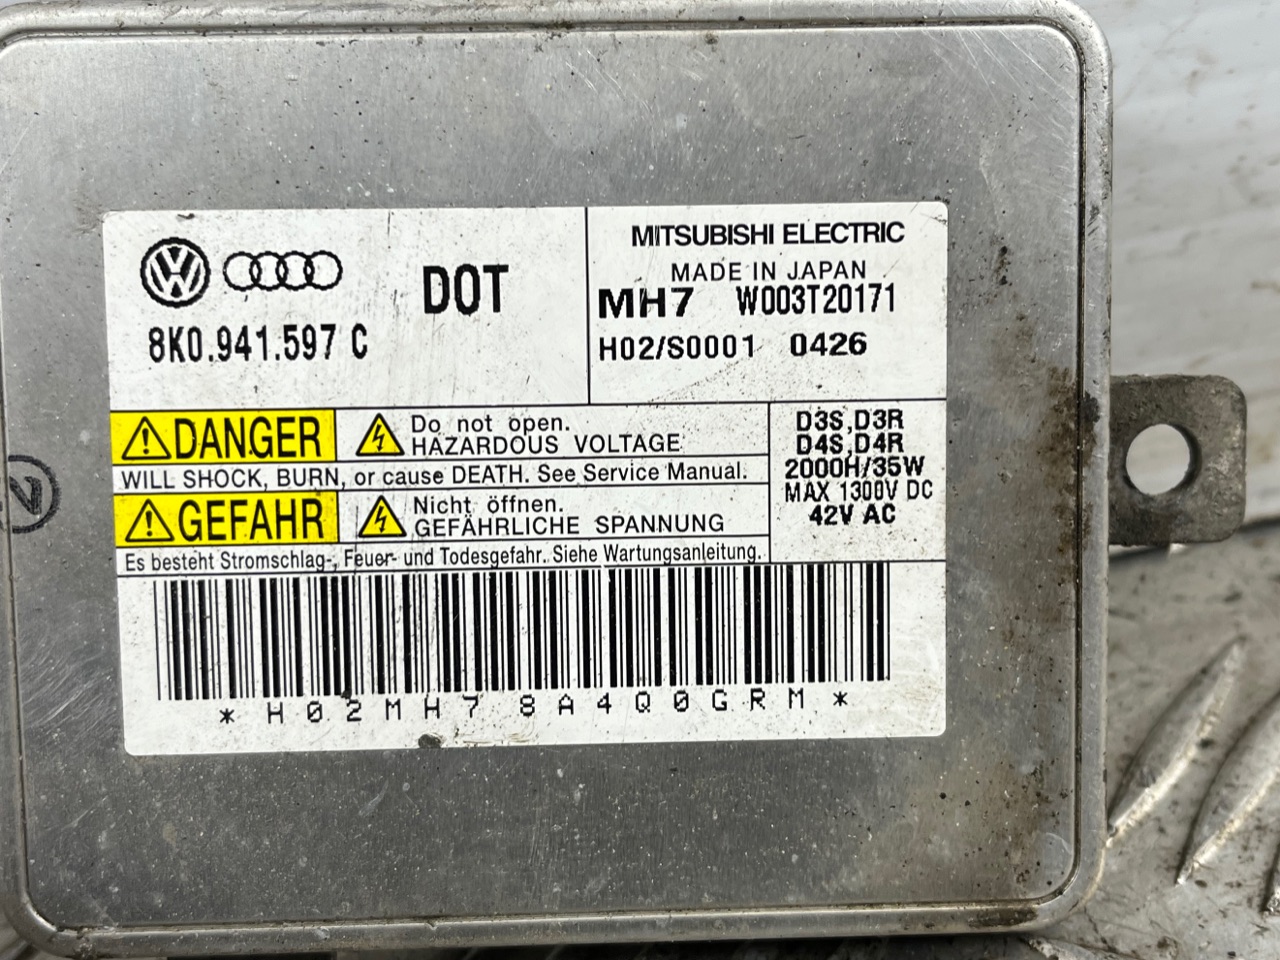 8K0.941.597 C
DOT
MITSUBISHI ELECTRIC
MADE IN JAPAN
MH7 W003T20171
H02/S0001 0426
DANGER
Do not open.
HAZARDOUS VOLTAGE
WILL SHOCK, BURN, or cause DEATH. See Service Manual.
GEFAHR
Nicht öffnen.
GEFÄHRLICHE SPANNUNG
Es besteht Stromschlag-, Feuer- und Todesgefahr. Siehe Wartungsanleitung.
D3S,D3R
D4S,D4R
2000H/35W
MAX 1300V DC
42V AC
*H02MH78A4Q0GRM*